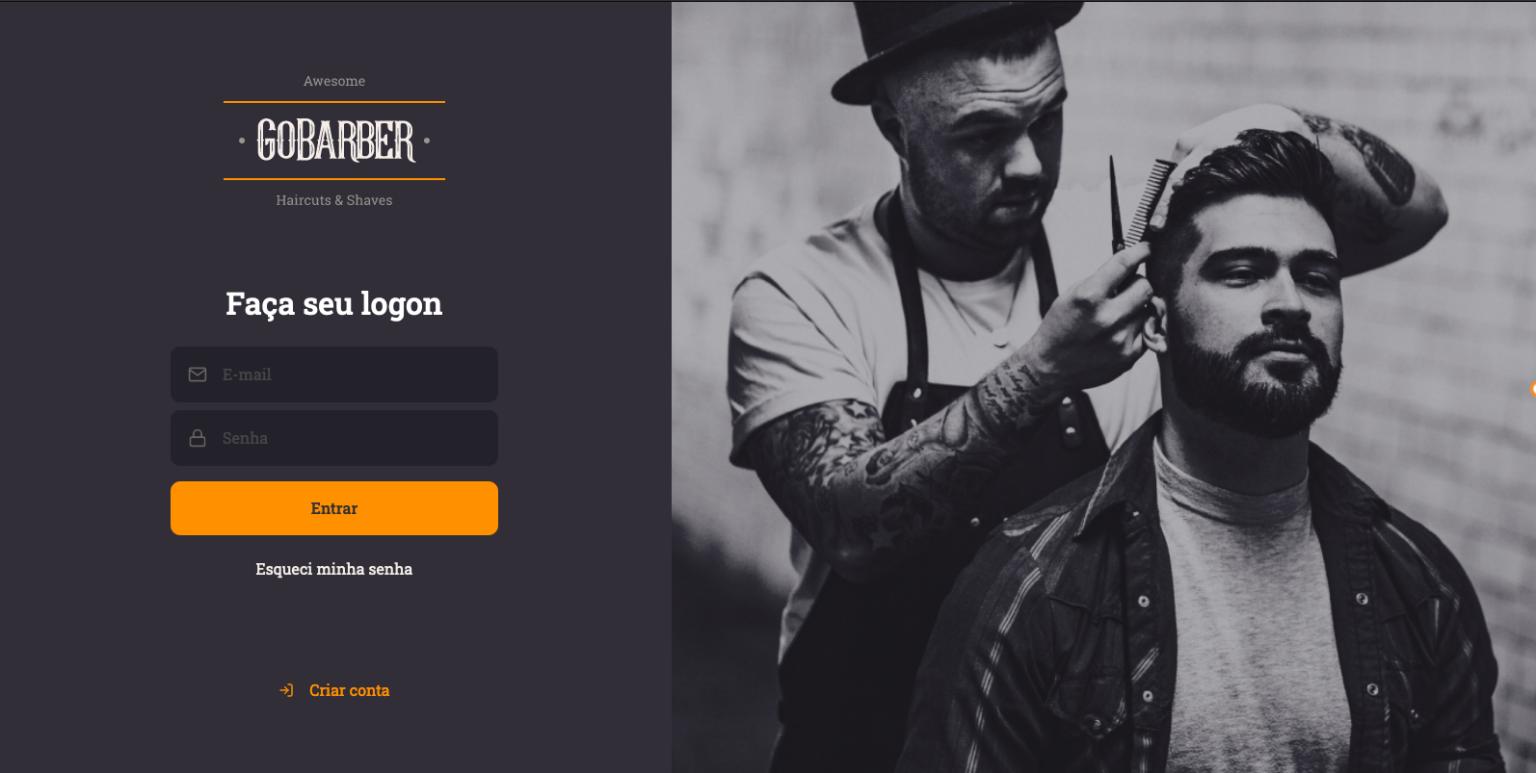 Awesome
• GOBARBER •
Haircuts & Shaves
Faça seu logon
E-mail
Senha
Entrar
Esqueci minha senha
Criar conta